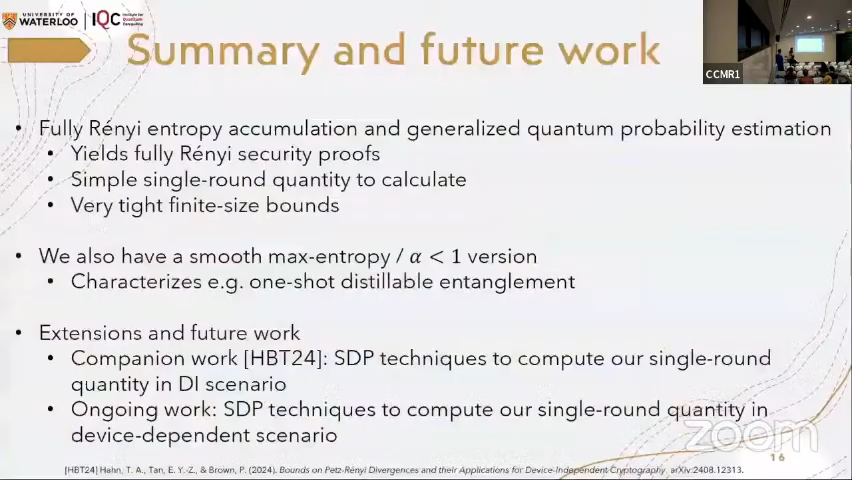 UNIVERSITY OF
WATERLOO
IQC
Institute for
Quantum
Computing
Summary and future work
CCMR1
• Fully Rényi entropy accumulation and generalized quantum probability estimation
• Yields fully Rényi security proofs
• Simple single-round quantity to calculate
• Very tight finite-size bounds
• We also have a smooth max-entropy / α < 1 version
• Characterizes e.g. one-shot distillable entanglement
• Extensions and future work
• Companion work [HBT24]: SDP techniques to compute our single-round
quantity in DI scenario
• Ongoing work: SDP techniques to compute our single-round quantity in
device-dependent scenario
zoom
16
[HBT24] Hahn, T. A., Tan, E. Y.-Z., & Brown, P. (2024). Bounds on Petz-Rényi Divergences and their Applications for Device-Independent Cryptography. arXiv:2408.12313.